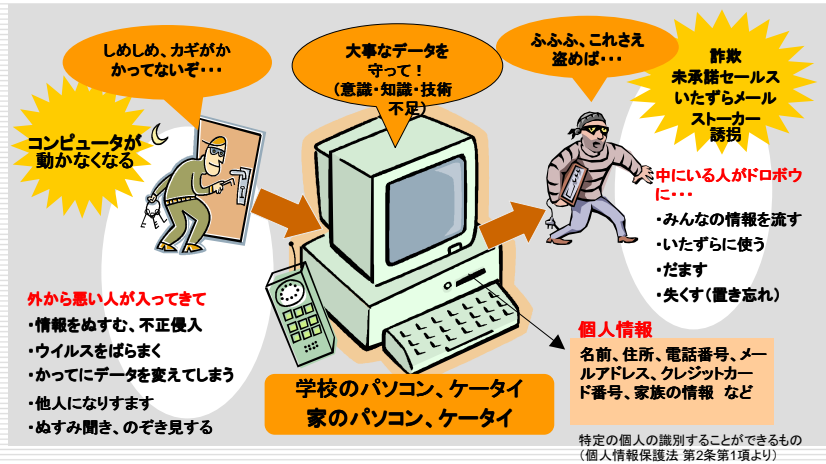 しめしめ、カギがか
かってないぞ・・・
大事なデータを
守って！
（意識・知識・技術
不足）
ふふふ、これさえ
盗めば・・・
詐欺
未承諾セールス
いたずらメール
ストーカー
誘拐
コンピュータが
動かなくなる
中にいる人がドロボウ
に・・・
・みんなの情報を流す
・いたずらに使う
・だます
・失くす（置き忘れ）
外から悪い人が入ってきて
・情報をぬすむ、不正侵入
・ウイルスをばらまく
・かってにデータを変えてしまう
・他人になりすます
・ぬすみ聞き、のぞき見する
学校のパソコン、ケータイ
家のパソコン、ケータイ
個人情報
名前、住所、電話番号、メー
ルアドレス、クレジットカー
ド番号、家族の情報　など
特定の個人の識別することができるもの
（個人情報保護法 第2条第1項より）